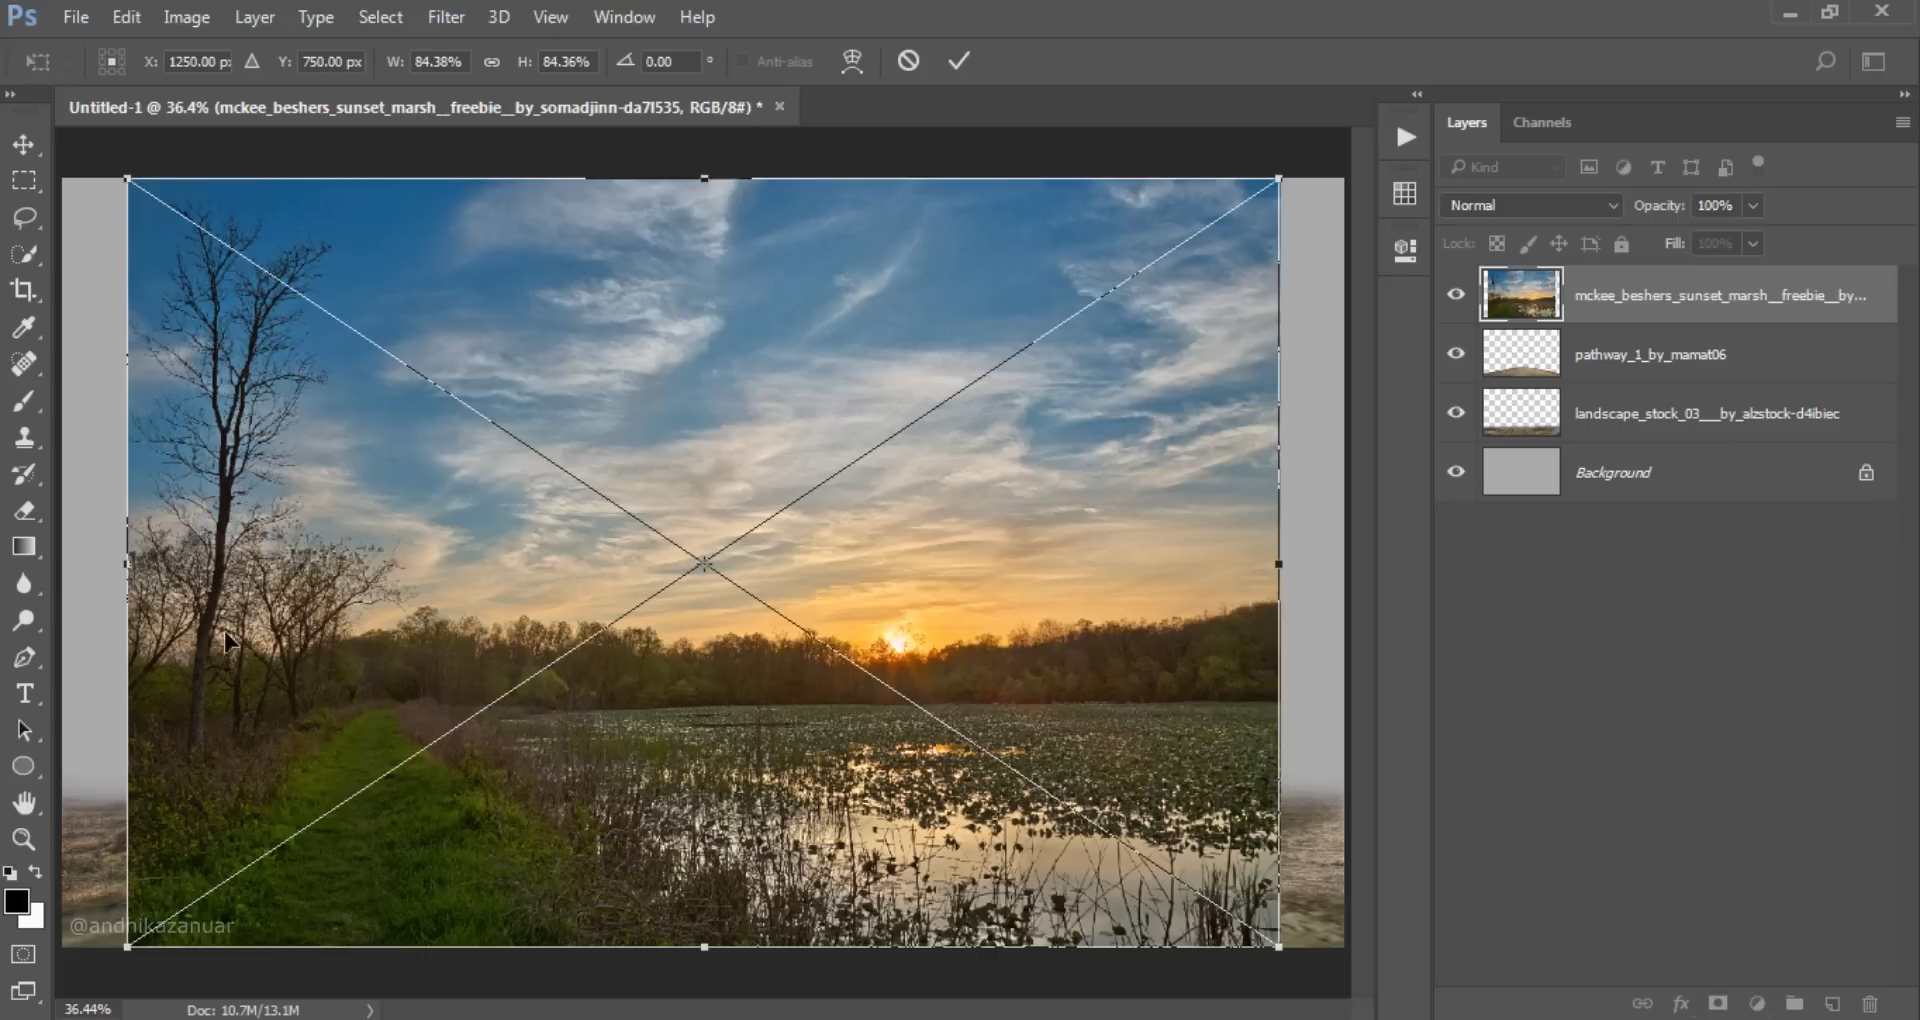 Ps File Edit Image Layer Type Select Filter 3D View Window Help
X: 1250.00 p: Y: 750.00 px W: 84.38% H: 84.36% 0.00 ° Anti-alias
Untitled-1 @ 36.4% (mckee_beshers_sunset_marsh__freebie__by_somadjinn-da7l535, RGB/8#) * ×
Layers Channels
Kind
Normal Opacity: 100%
Lock: Fill: 100%
mckee_beshers_sunset_marsh__freebie__by...
pathway_1_by_mamat06
landscape_stock_03___by_alzstock-d4ibiec
Background
@andhikazanuar
36.44% Doc: 10.7M/13.1M